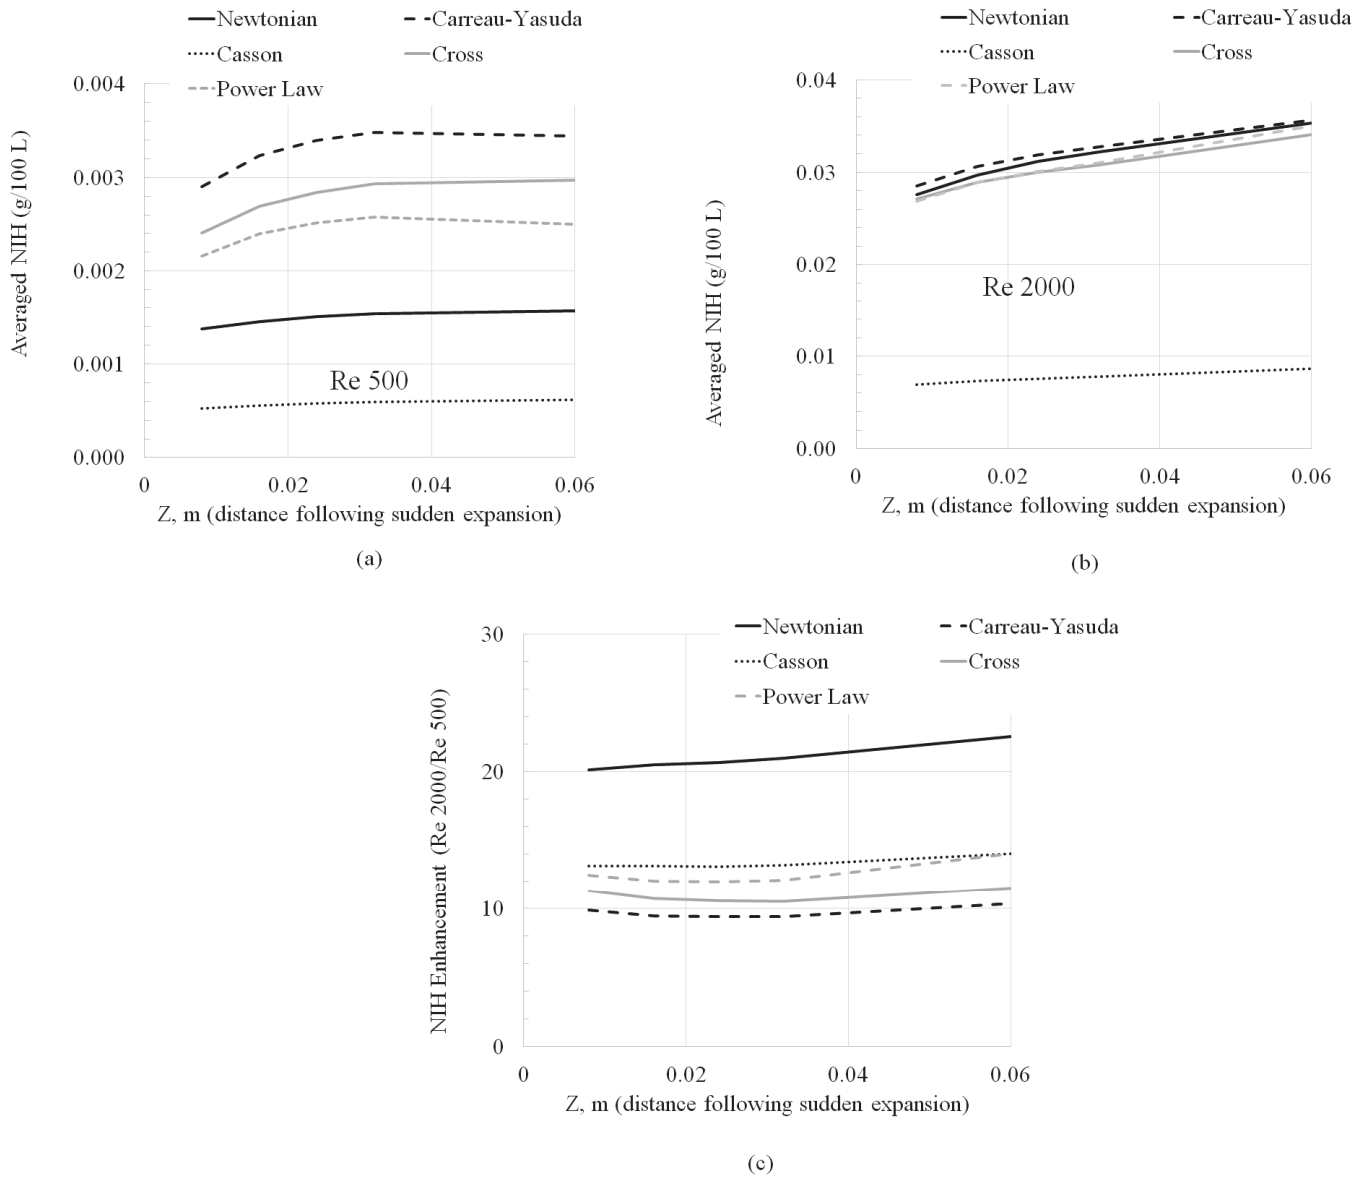 Newtonian
Carreau-Yasuda
Casson
Cross
Power Law
0.004
0.003
0.002
0.001
0.000
Averaged NIH (g/100 L)
Re 500
0
0.02
0.04
0.06
Z, m (distance following sudden expansion)
(a)
Newtonian
Carreau-Yasuda
Casson
Cross
Power Law
0.04
0.03
0.02
0.01
0.00
Averaged NIH (g/100 L)
Re 2000
0
0.02
0.04
0.06
Z, m (distance following sudden expansion)
(b)
Newtonian
Carreau-Yasuda
Casson
Cross
Power Law
30
20
10
0
NIH Enhancement (Re 2000/Re 500)
0
0.02
0.04
0.06
Z, m (distance following sudden expansion)
(c)